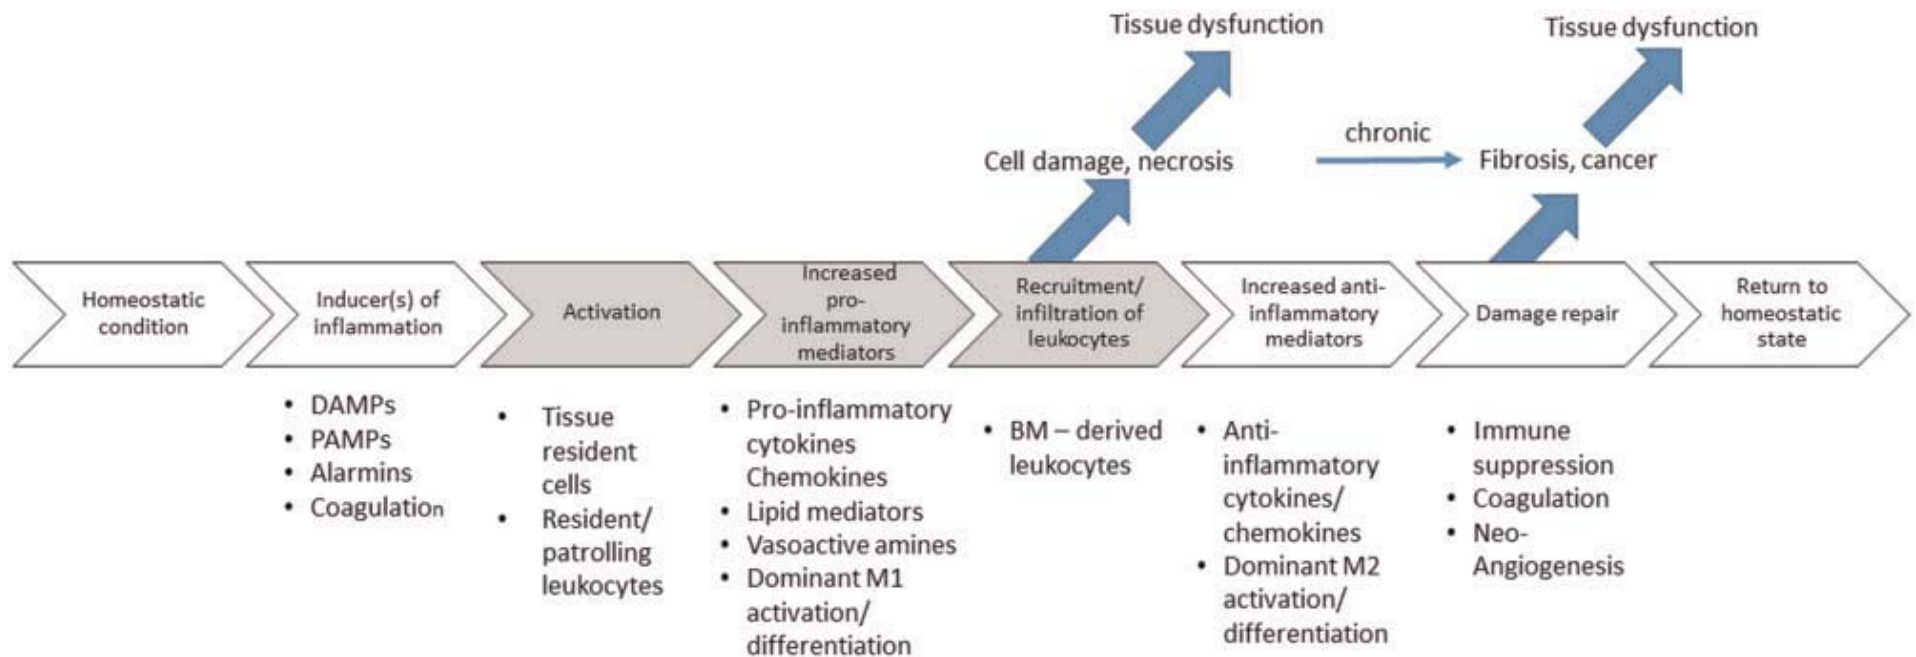 Tissue dysfunction
Tissue dysfunction
chronic
Cell damage, necrosis
Fibrosis, cancer
Homeostatic
condition
Inducer(s) of
inflammation
Activation
Increased
pro-
inflammatory
mediators
Recruitment/
infiltration of
leukocytes
Increased anti-
inflammatory
mediators
Damage repair
Return to
homeostatic
state
• DAMPs
• PAMPs
• Alarmins
• Coagulation
• Tissue
resident
cells
• Resident/
patrolling
leukocytes
• Pro-inflammatory
cytokines
Chemokines
• Lipid mediators
• Vasoactive amines
• Dominant M1
activation/
differentiation
• BM – derived
leukocytes
• Anti-
inflammatory
cytokines/
chemokines
• Dominant M2
activation/
differentiation
• Immune
suppression
• Coagulation
• Neo-
Angiogenesis